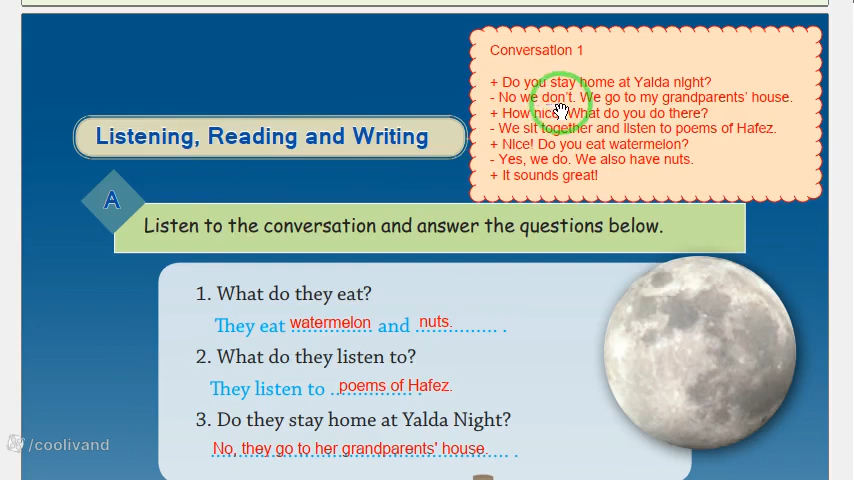 Conversation 1
+ Do you stay home at Yalda night?
- No we don't. We go to my grandparents' house.
+ How nice! What do you do there?
- We sit together and listen to poems of Hafez.
+ NIce! Do you eat watermelon?
- Yes, we do. We also have nuts.
+ It sounds great!
Listening, Reading and Writing
A
Listen to the conversation and answer the questions below.
1. What do they eat?
They eat watermelon and nuts. .
2. What do they listen to?
They listen to poems of Hafez. .
3. Do they stay home at Yalda Night?
No, they go to her grandparents' house. .
/coolivand